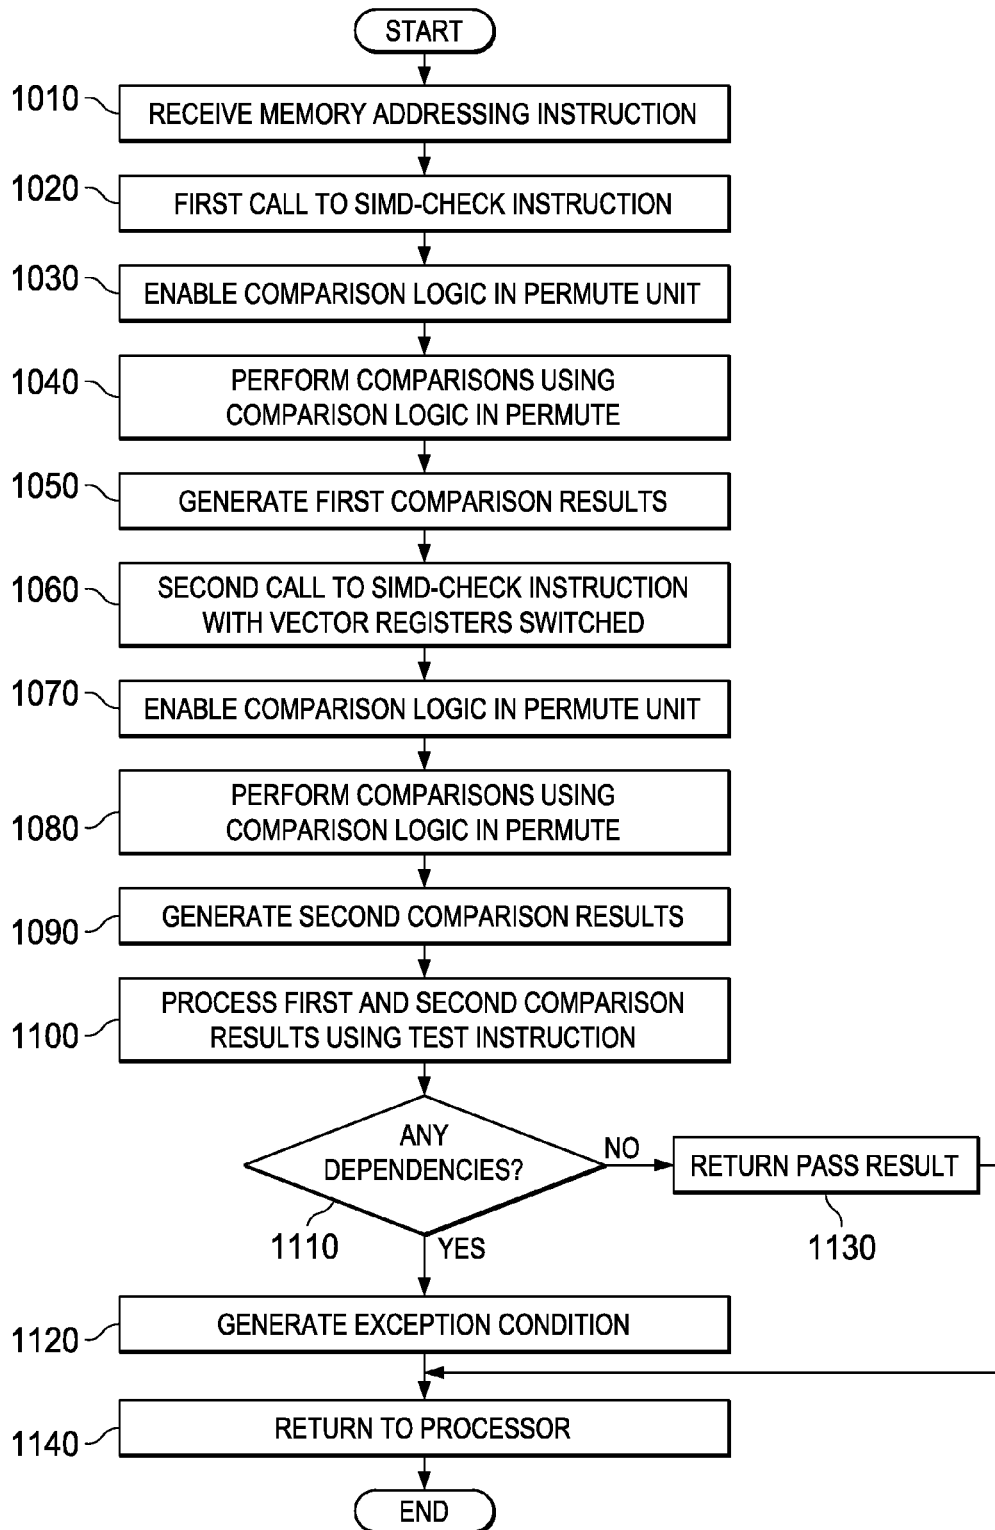 START
1010
RECEIVE MEMORY ADDRESSING INSTRUCTION
1020
FIRST CALL TO SIMD-CHECK INSTRUCTION
1030
ENABLE COMPARISON LOGIC IN PERMUTE UNIT
1040
PERFORM COMPARISONS USING
COMPARISON LOGIC IN PERMUTE
1050
GENERATE FIRST COMPARISON RESULTS
1060
SECOND CALL TO SIMD-CHECK INSTRUCTION
WITH VECTOR REGISTERS SWITCHED
1070
ENABLE COMPARISON LOGIC IN PERMUTE UNIT
1080
PERFORM COMPARISONS USING
COMPARISON LOGIC IN PERMUTE
1090
GENERATE SECOND COMPARISON RESULTS
1100
PROCESS FIRST AND SECOND COMPARISON
RESULTS USING TEST INSTRUCTION
ANY
DEPENDENCIES?
NO
RETURN PASS RESULT
1110
YES
1130
1120
GENERATE EXCEPTION CONDITION
1140
RETURN TO PROCESSOR
END